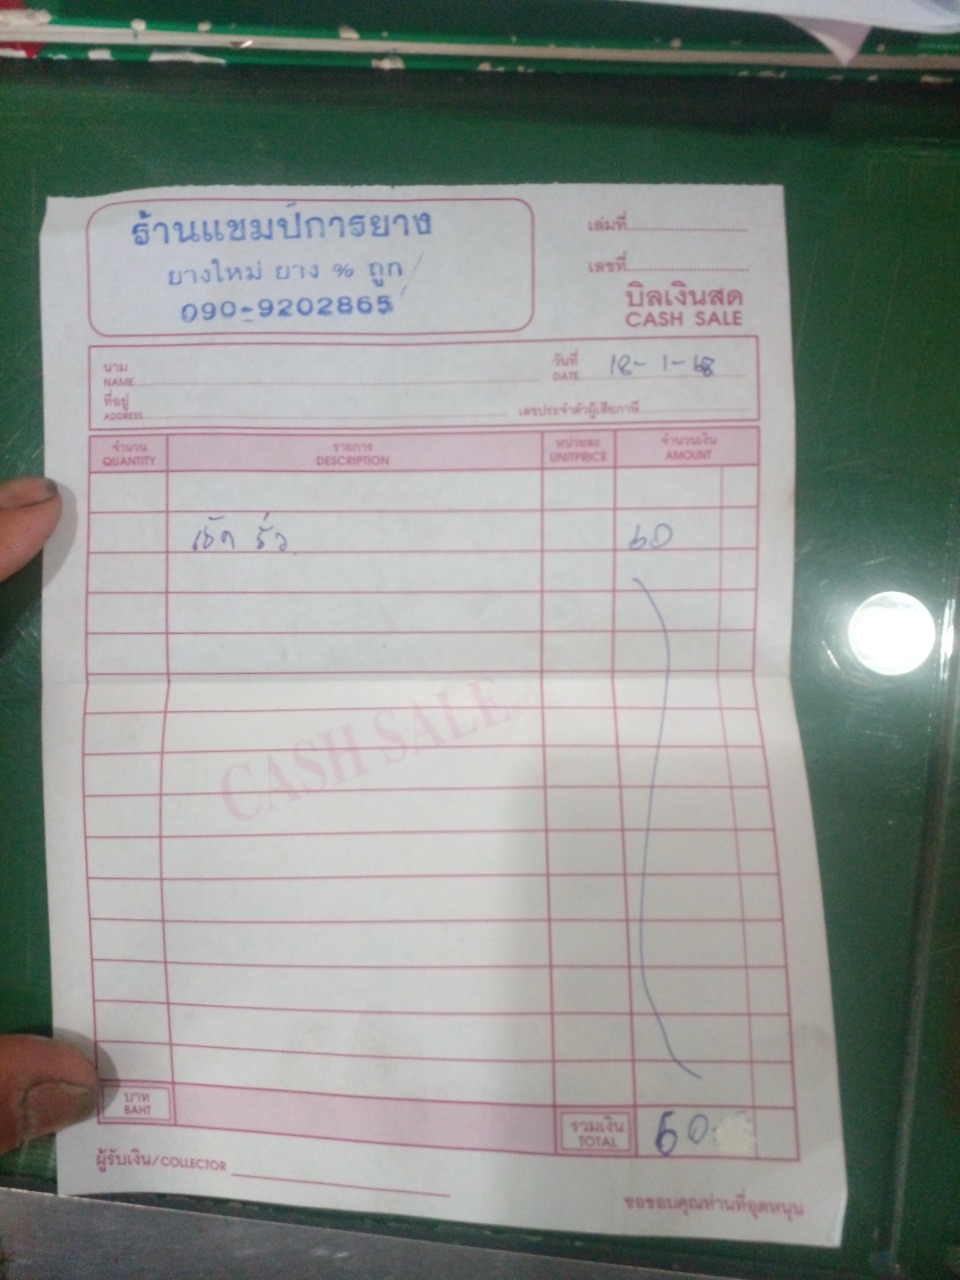 ร้านแชมป์การยาง
ยางใหม่ ยาง % ถูก
090-9202865
เล่มที่
เลขที่
บิลเงินสด
CASH SALE
นาม
NAME
วันที่
DATE
18-1-68
ที่อยู่
ADDRESS
เลขประจำตัวผู้เสียภาษี
จำนวน
QUANTITY
รายการ
DESCRIPTION
หน่วยละ
UNITPRICE
จำนวนเงิน
AMOUNT
รั่ว
60
CASH SALE
บาท
BAHT
รวมเงิน
TOTAL
60
ผู้รับเงิน/COLLECTOR
ขอขอบคุณท่านที่อุดหนุน